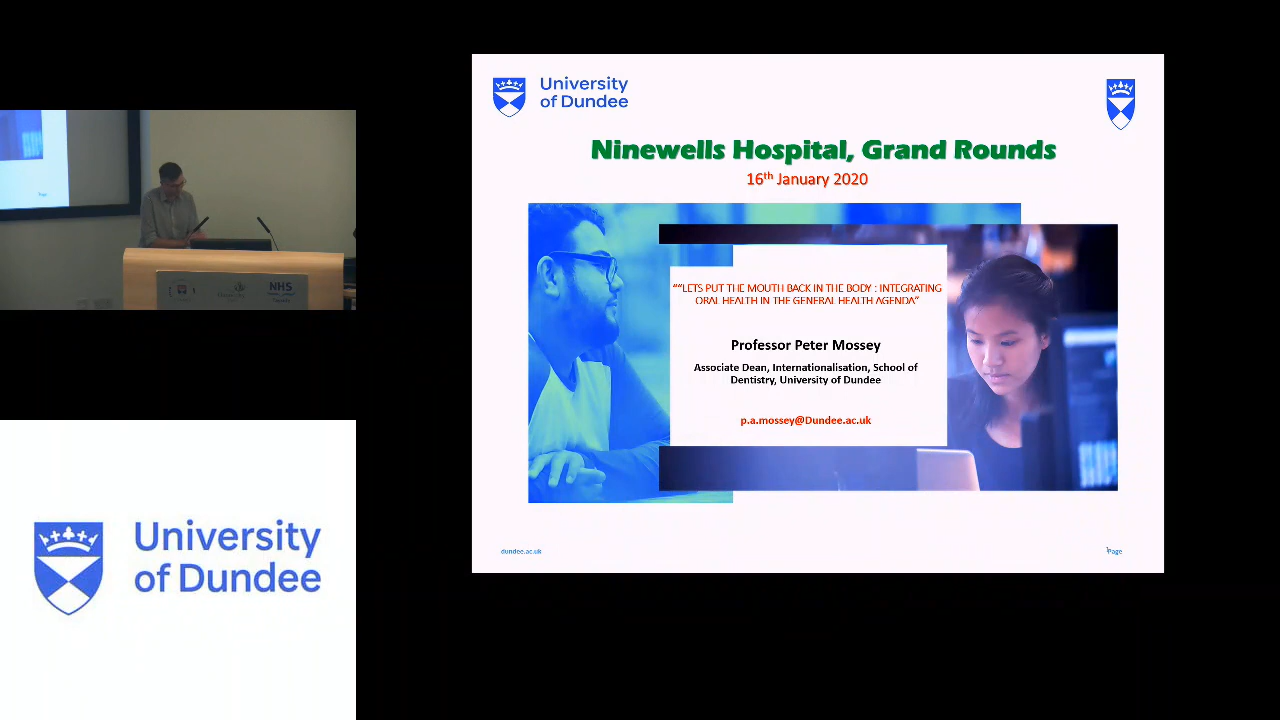 University
of Dundee
Ninewells Hospital, Grand Rounds
16th January 2020
““LETS PUT THE MOUTH BACK IN THE BODY : INTEGRATING
ORAL HEALTH IN THE GENERAL HEALTH AGENDA”
Professor Peter Mossey
Associate Dean, Internationalisation, School of
Dentistry, University of Dundee
p.a.mossey@Dundee.ac.uk
dundee.ac.uk
Page
NHS
University
of Dundee